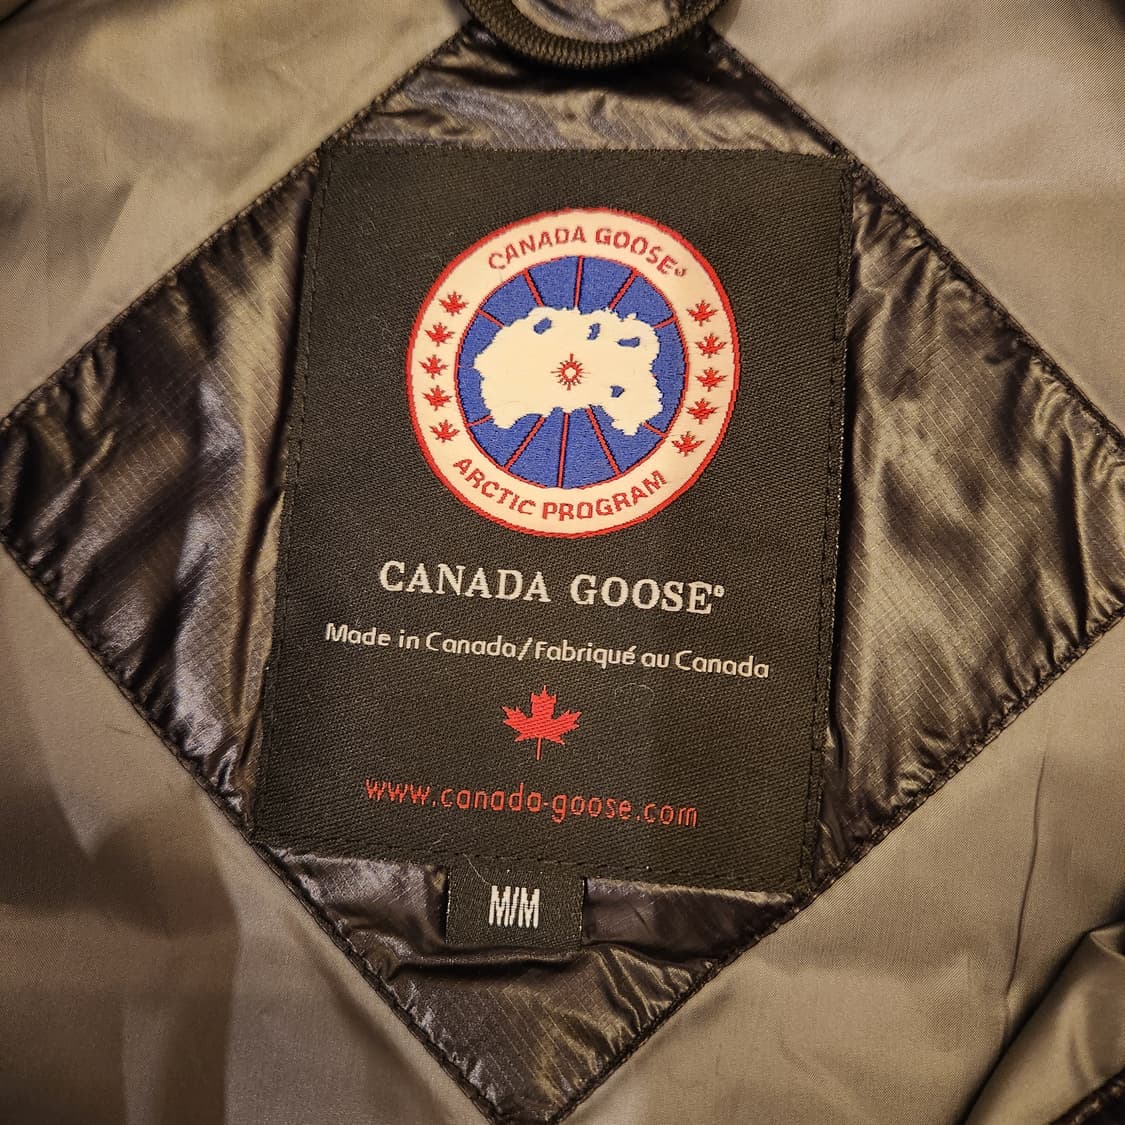 CANADA GOOSE®
ARCTIC PROGRAM
CANADA GOOSE®
Made in Canada/Fabriqué au Canada
www.canada-goose.com
M/M